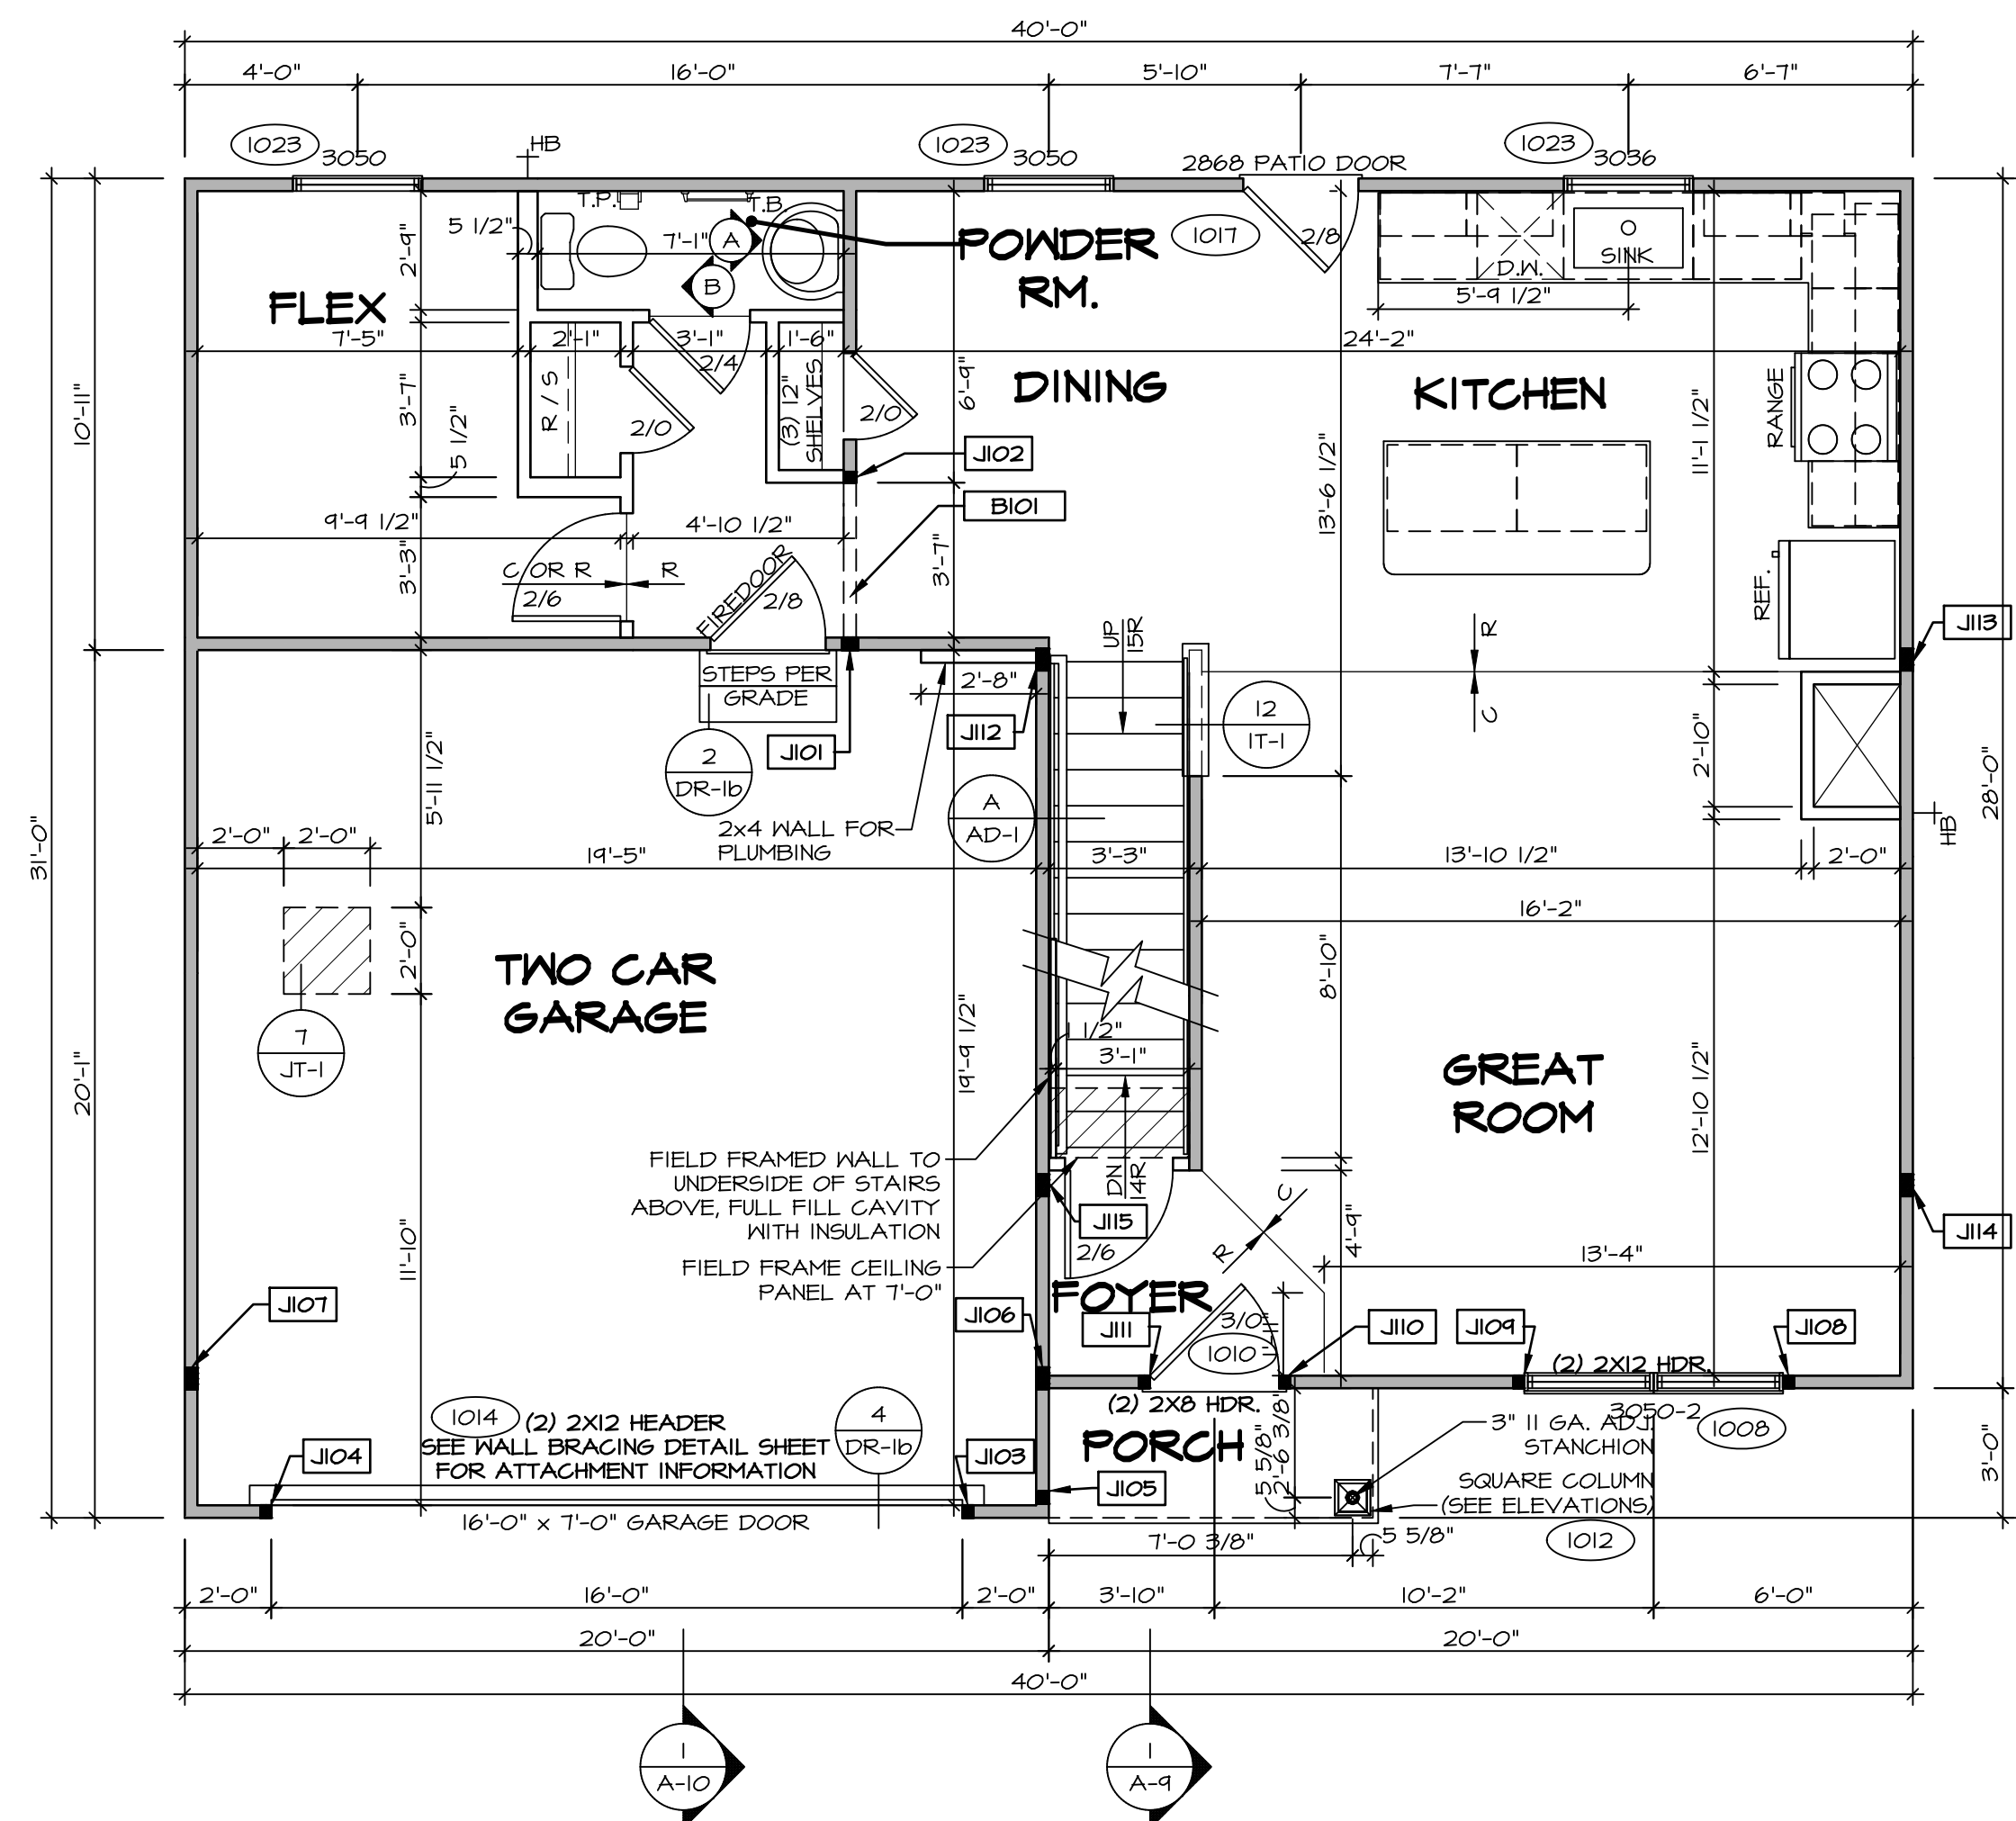 40'-0"
4'-0" 16'-0" 5'-10" 7'-7" 6'-7"
1023 HB 1023 1023
3050 3050 2868 PATIO DOOR 3036
T.P. T.B
5 1/2" 7'-1" A POWDER 1017 2/8 SINK
RM. D.W.
2'-9" B 5'-9 1/2"
FLEX
7'-5" 2'-1" 3'-1" 1'-6" 24'-2"
2/4
DINING KITCHEN
10'-11" 3'-7" 5 1/2" R / S 2/0 (3) 12"
SHELVES
2/0 6'-9" 13'-6 1/2" 11'-1 1/2" RANGE
J102
B101
9'-9 1/2" 4'-10 1/2"
3'-3" C OR R R FIREDOOR 3'-7" REF.
2/6 2/8
UP
15R
R J113
STEPS PER
GRADE
2'-8"
J112 12
IT-1
C
2
DR-1b
J101
5'-11 1/2" A
AD-1
2'-10" 28'-0"
HB
31'-0" 2x4 WALL FOR
PLUMBING
2'-0" 2'-0"
19'-5" 3'-3" 13'-10 1/2" 2'-0"
16'-2"
2'-0" TWO CAR
GARAGE
8'-10"
7
JT-1
20'-1" 19'-9 1/2" 1 1/2"
3'-1"
GREAT
ROOM
12'-10 1/2"
FIELD FRAMED WALL TO
UNDERSIDE OF STAIRS
ABOVE, FULL FILL CAVITY
WITH INSULATION
DN
14R
C
R
J115 J114
11'-10" 2/6 4'-9" 13'-4"
FIELD FRAME CEILING
PANEL AT 7'-0"
FOYER
J107 J106 J111 3/0 J110 J109 J108
1010
(2) 2X12 HDR.
1014 (2) 2X12 HEADER
SEE WALL BRACING DETAIL SHEET
FOR ATTACHMENT INFORMATION
4
DR-1b
(2) 2X8 HDR.
3050-2 1008
PORCH 5 5/8" 2'-6 3/8"
3" 11 GA. ADJ.
STANCHION
SQUARE COLUMN
(SEE ELEVATIONS)
3'-0"
J104 J103 J105
16'-0" x 7'-0" GARAGE DOOR
7'-0 3/8" 5 5/8" 1012
2'-0" 16'-0" 2'-0" 3'-10" 10'-2" 6'-0"
20'-0" 20'-0"
40'-0"
1
A-10
1
A-9